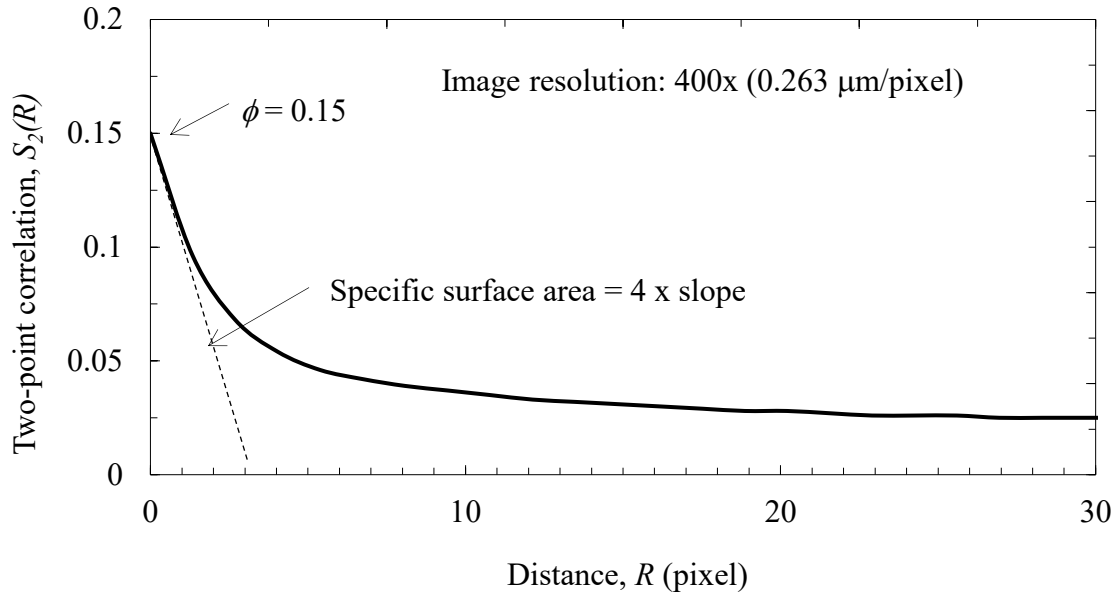 0.2
Image resolution: 400x (0.263 μm/pixel)
0.15
ϕ = 0.15
Two-point correlation, S₂(R)
0.1
Specific surface area = 4 x slope
0.05
0
0
10
20
30
Distance, R (pixel)